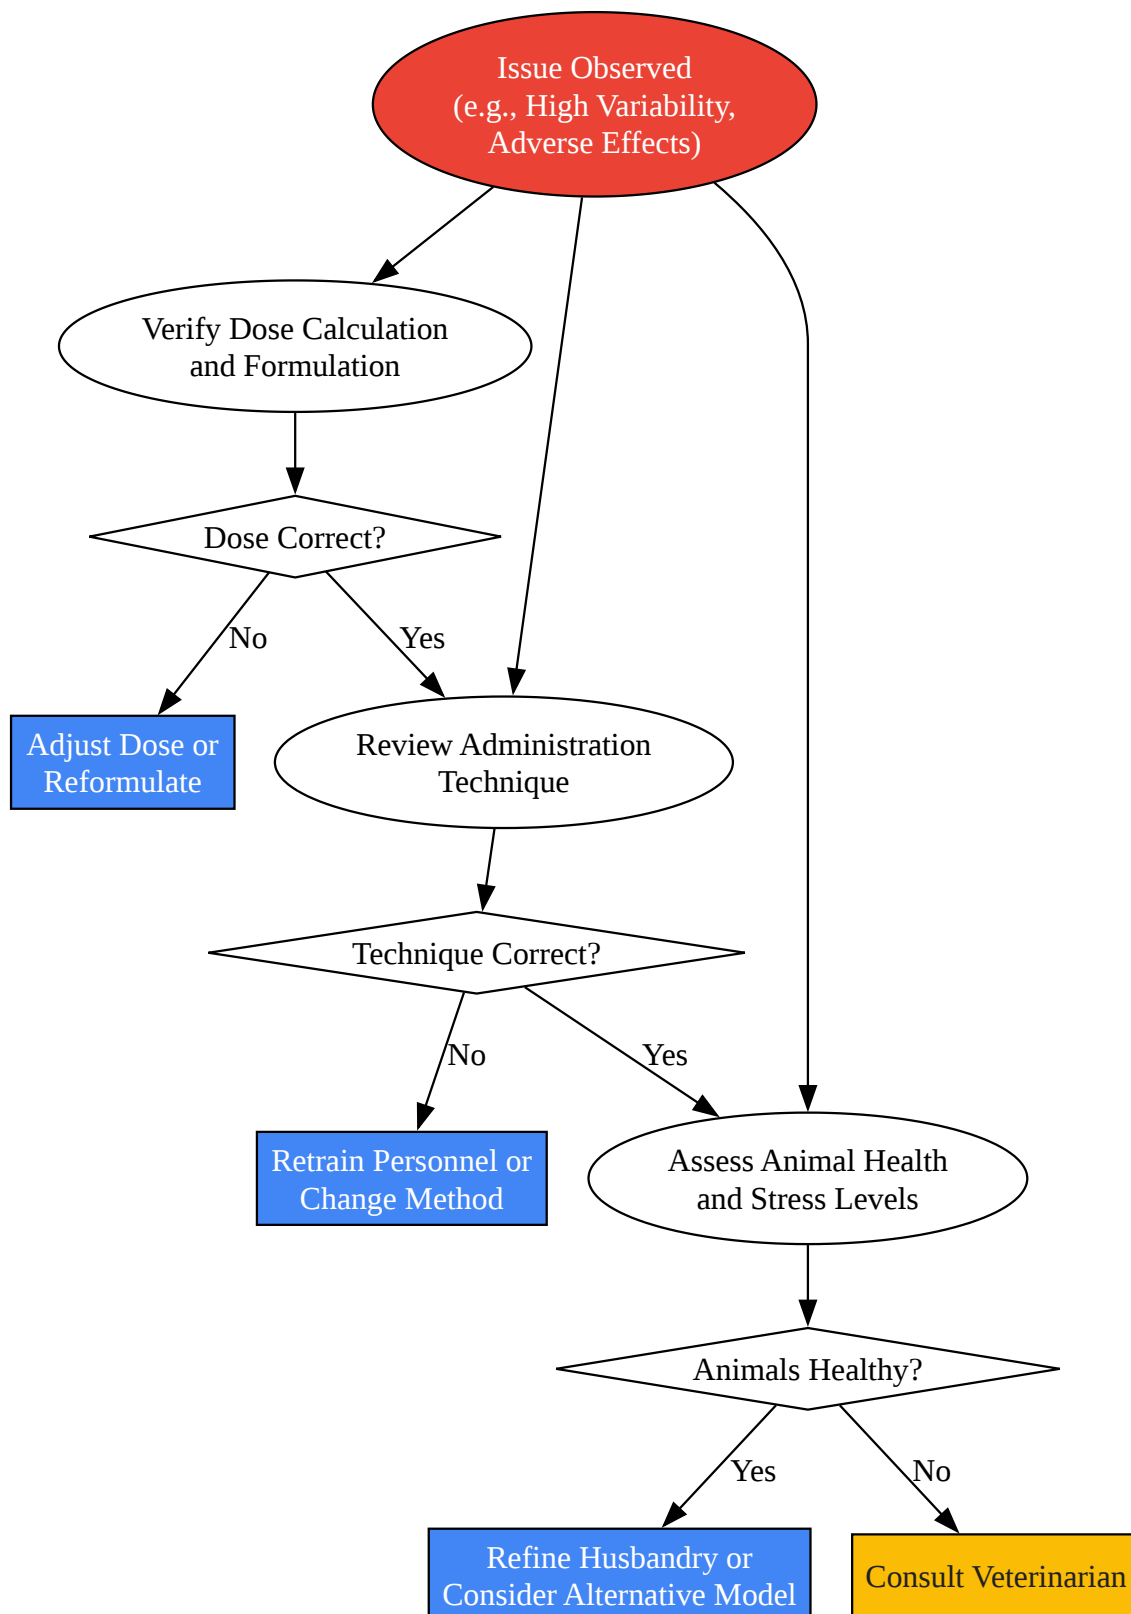 Issue Observed
(e.g., High Variability,
Adverse Effects)
Verify Dose Calculation
and Formulation
Dose Correct?
No
Yes
Adjust Dose or
Reformulate
Review Administration
Technique
Technique Correct?
No
Yes
Retrain Personnel or
Change Method
Assess Animal Health
and Stress Levels
Animals Healthy?
Yes
No
Refine Husbandry or
Consider Alternative Model
Consult Veterinarian